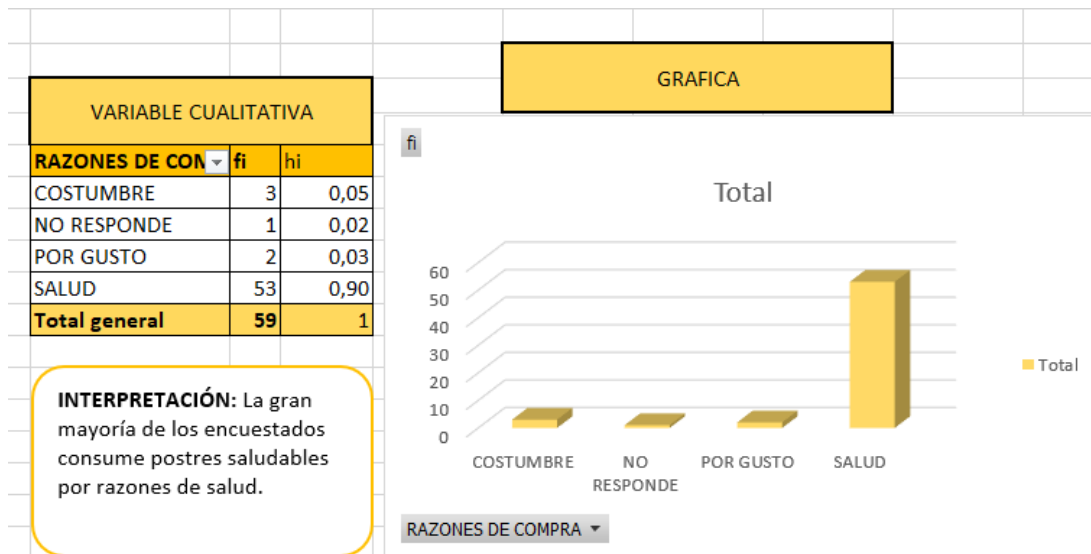 VARIABLE CUALITATIVA
RAZONES DE COM fi hi
COSTUMBRE 3 0,05
NO RESPONDE 1 0,02
POR GUSTO 2 0,03
SALUD 53 0,90
Total general 59 1
INTERPRETACIÓN: La gran
mayoría de los encuestados
consume postres saludables
por razones de salud.
GRAFICA
fi
Total
60
50
40
30
20
10
0
COSTUMBRE NO RESPONDE POR GUSTO SALUD
Total
RAZONES DE COMPRA